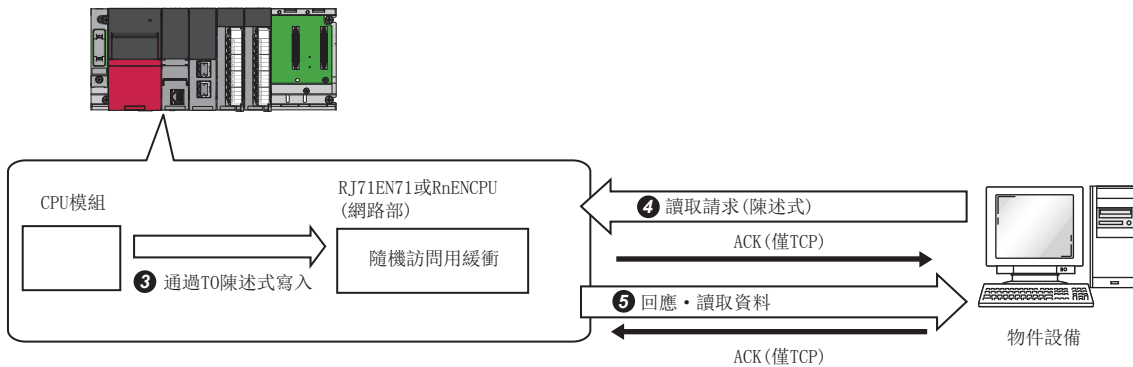 CPU模組
RJ71EN71或RnENCPU
(網路部)
隨機訪問用緩衝
❸ 通過TO陳述式寫入
❹ 讀取請求(陳述式)
ACK(僅TCP)
❺ 回應・讀取資料
ACK(僅TCP)
物件設備